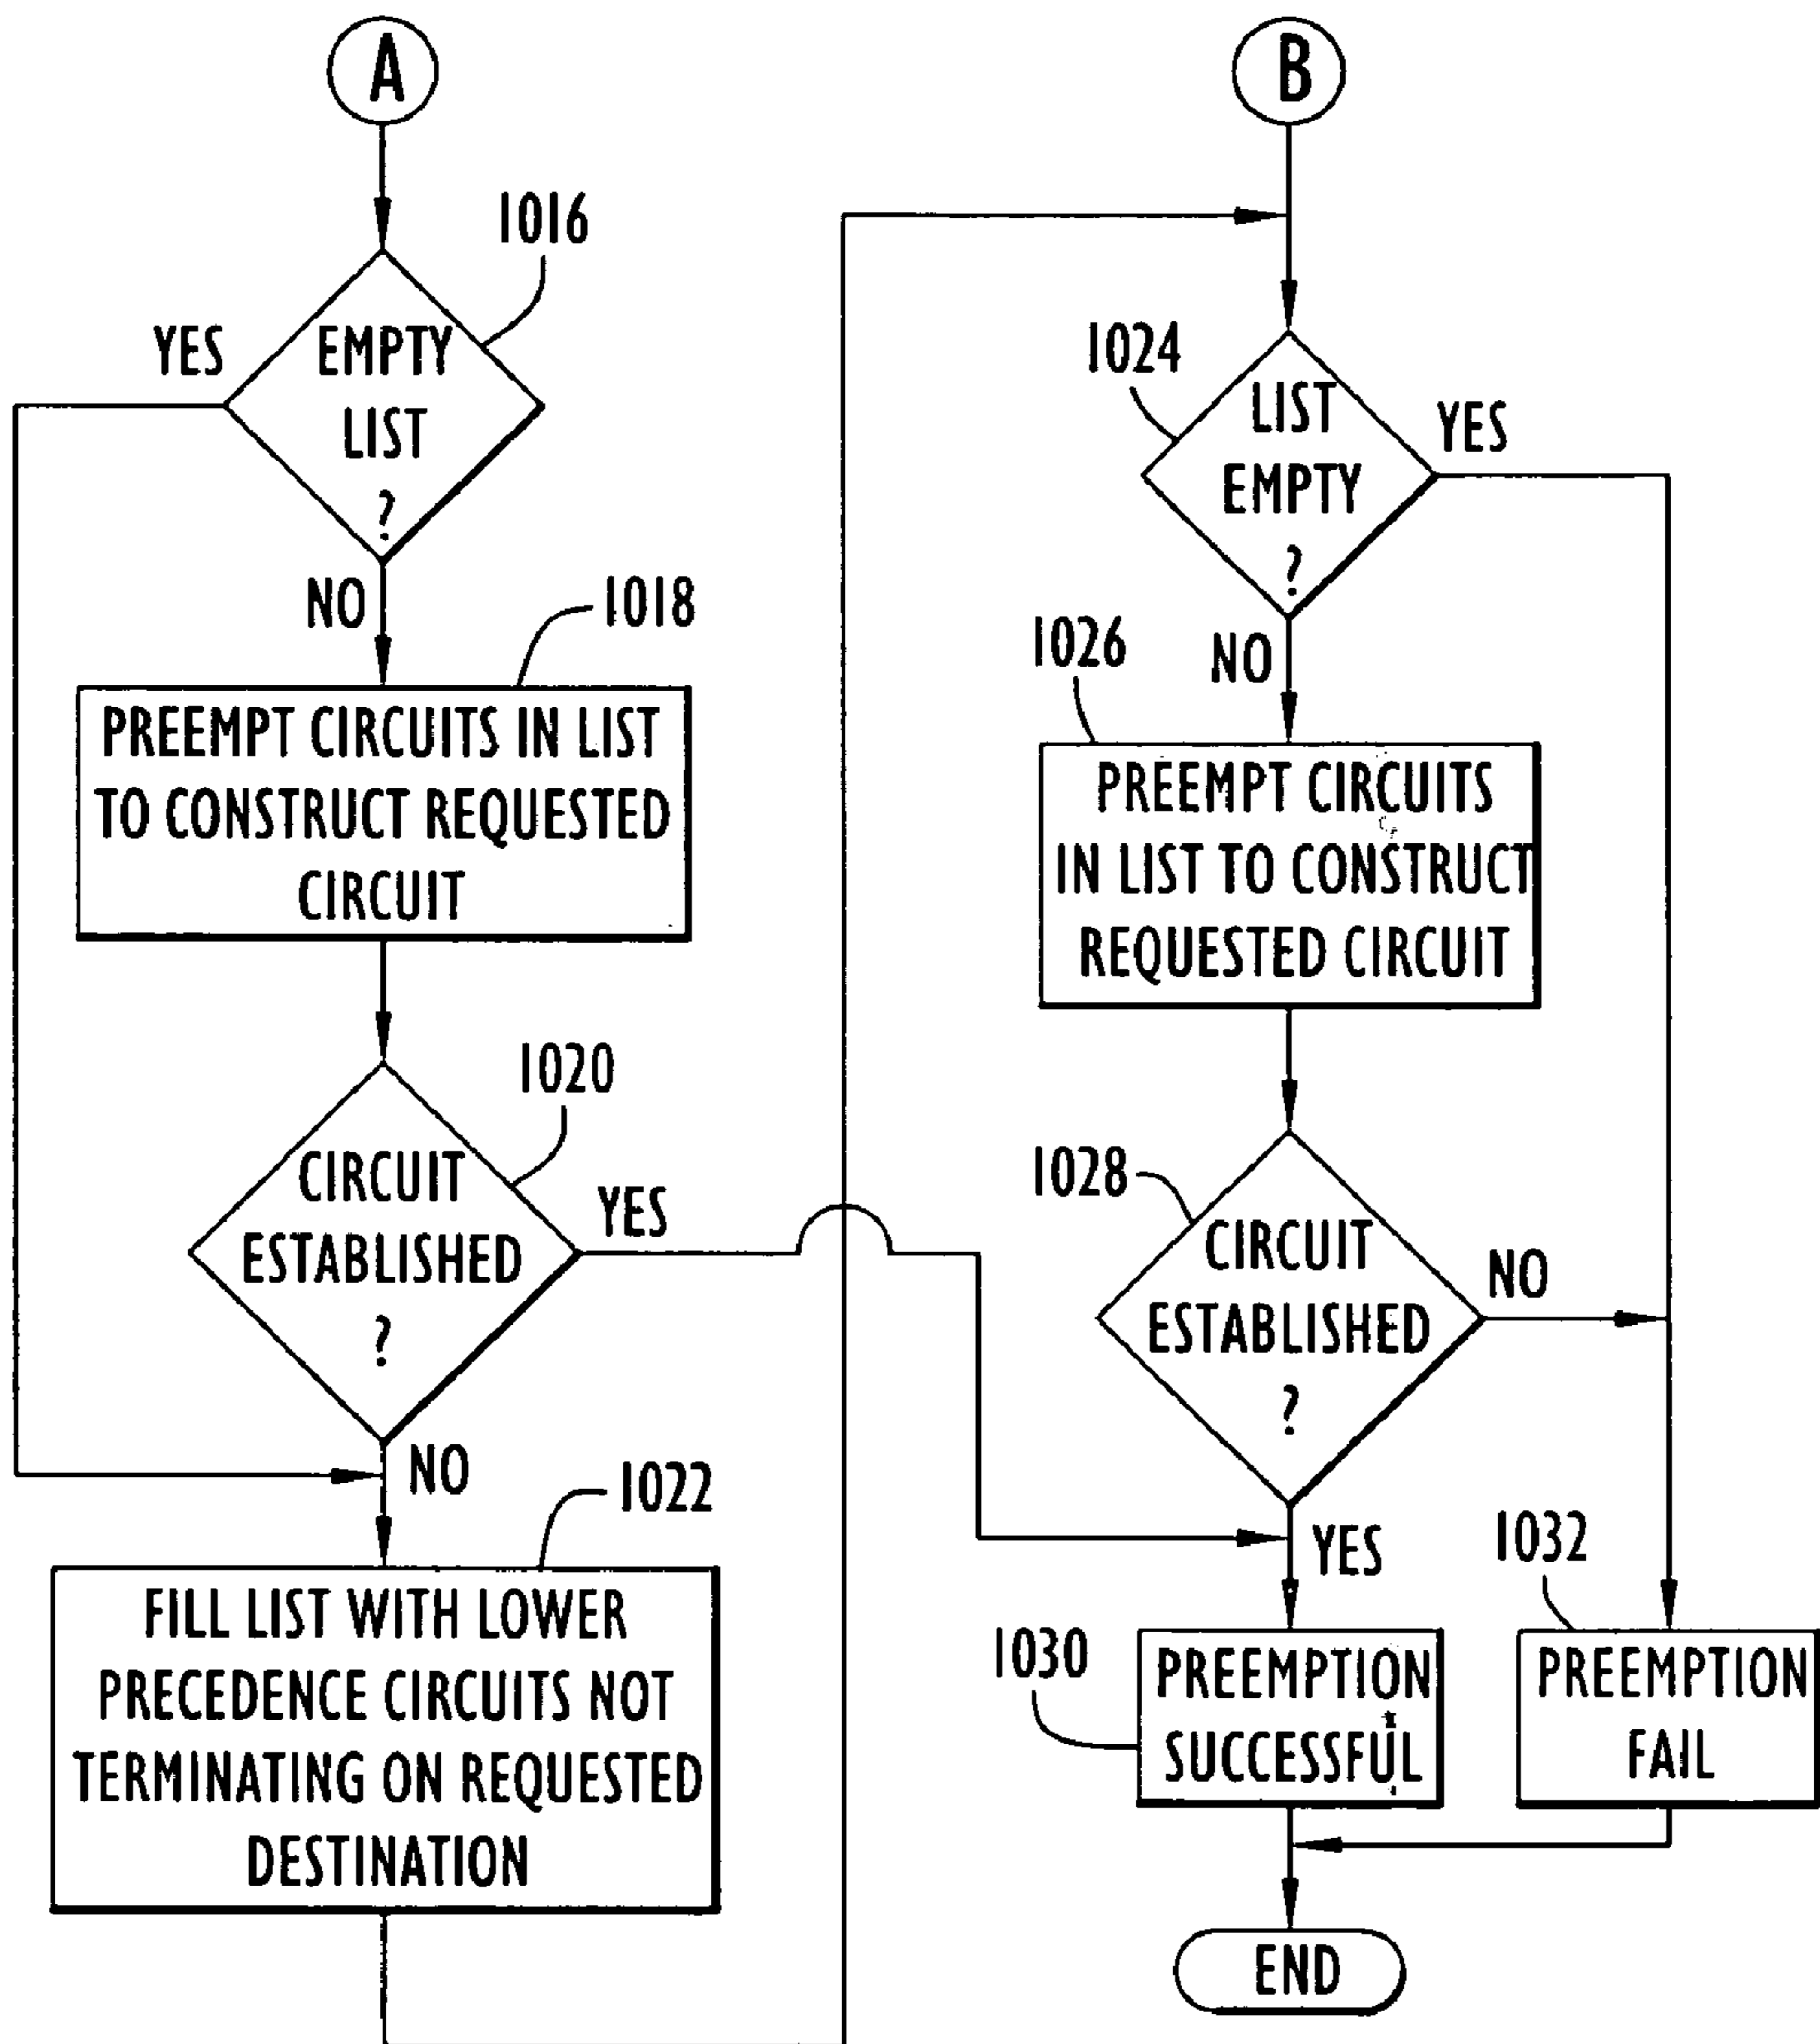 A
1016
YES
EMPTY
LIST
?
NO
1018
PREEMPT CIRCUITS IN LIST
TO CONSTRUCT REQUESTED
CIRCUIT
1020
CIRCUIT
ESTABLISHED
?
YES
NO
1022
FILL LIST WITH LOWER
PRECEDENCE CIRCUITS NOT
TERMINATING ON REQUESTED
DESTINATION
B
1024
LIST
EMPTY
?
YES
NO
1026
PREEMPT CIRCUITS
IN LIST TO CONSTRUCT
REQUESTED CIRCUIT
1028
CIRCUIT
ESTABLISHED
?
NO
YES
1030
PREEMPTION
SUCCESSFUL
1032
PREEMPTION
FAIL
END